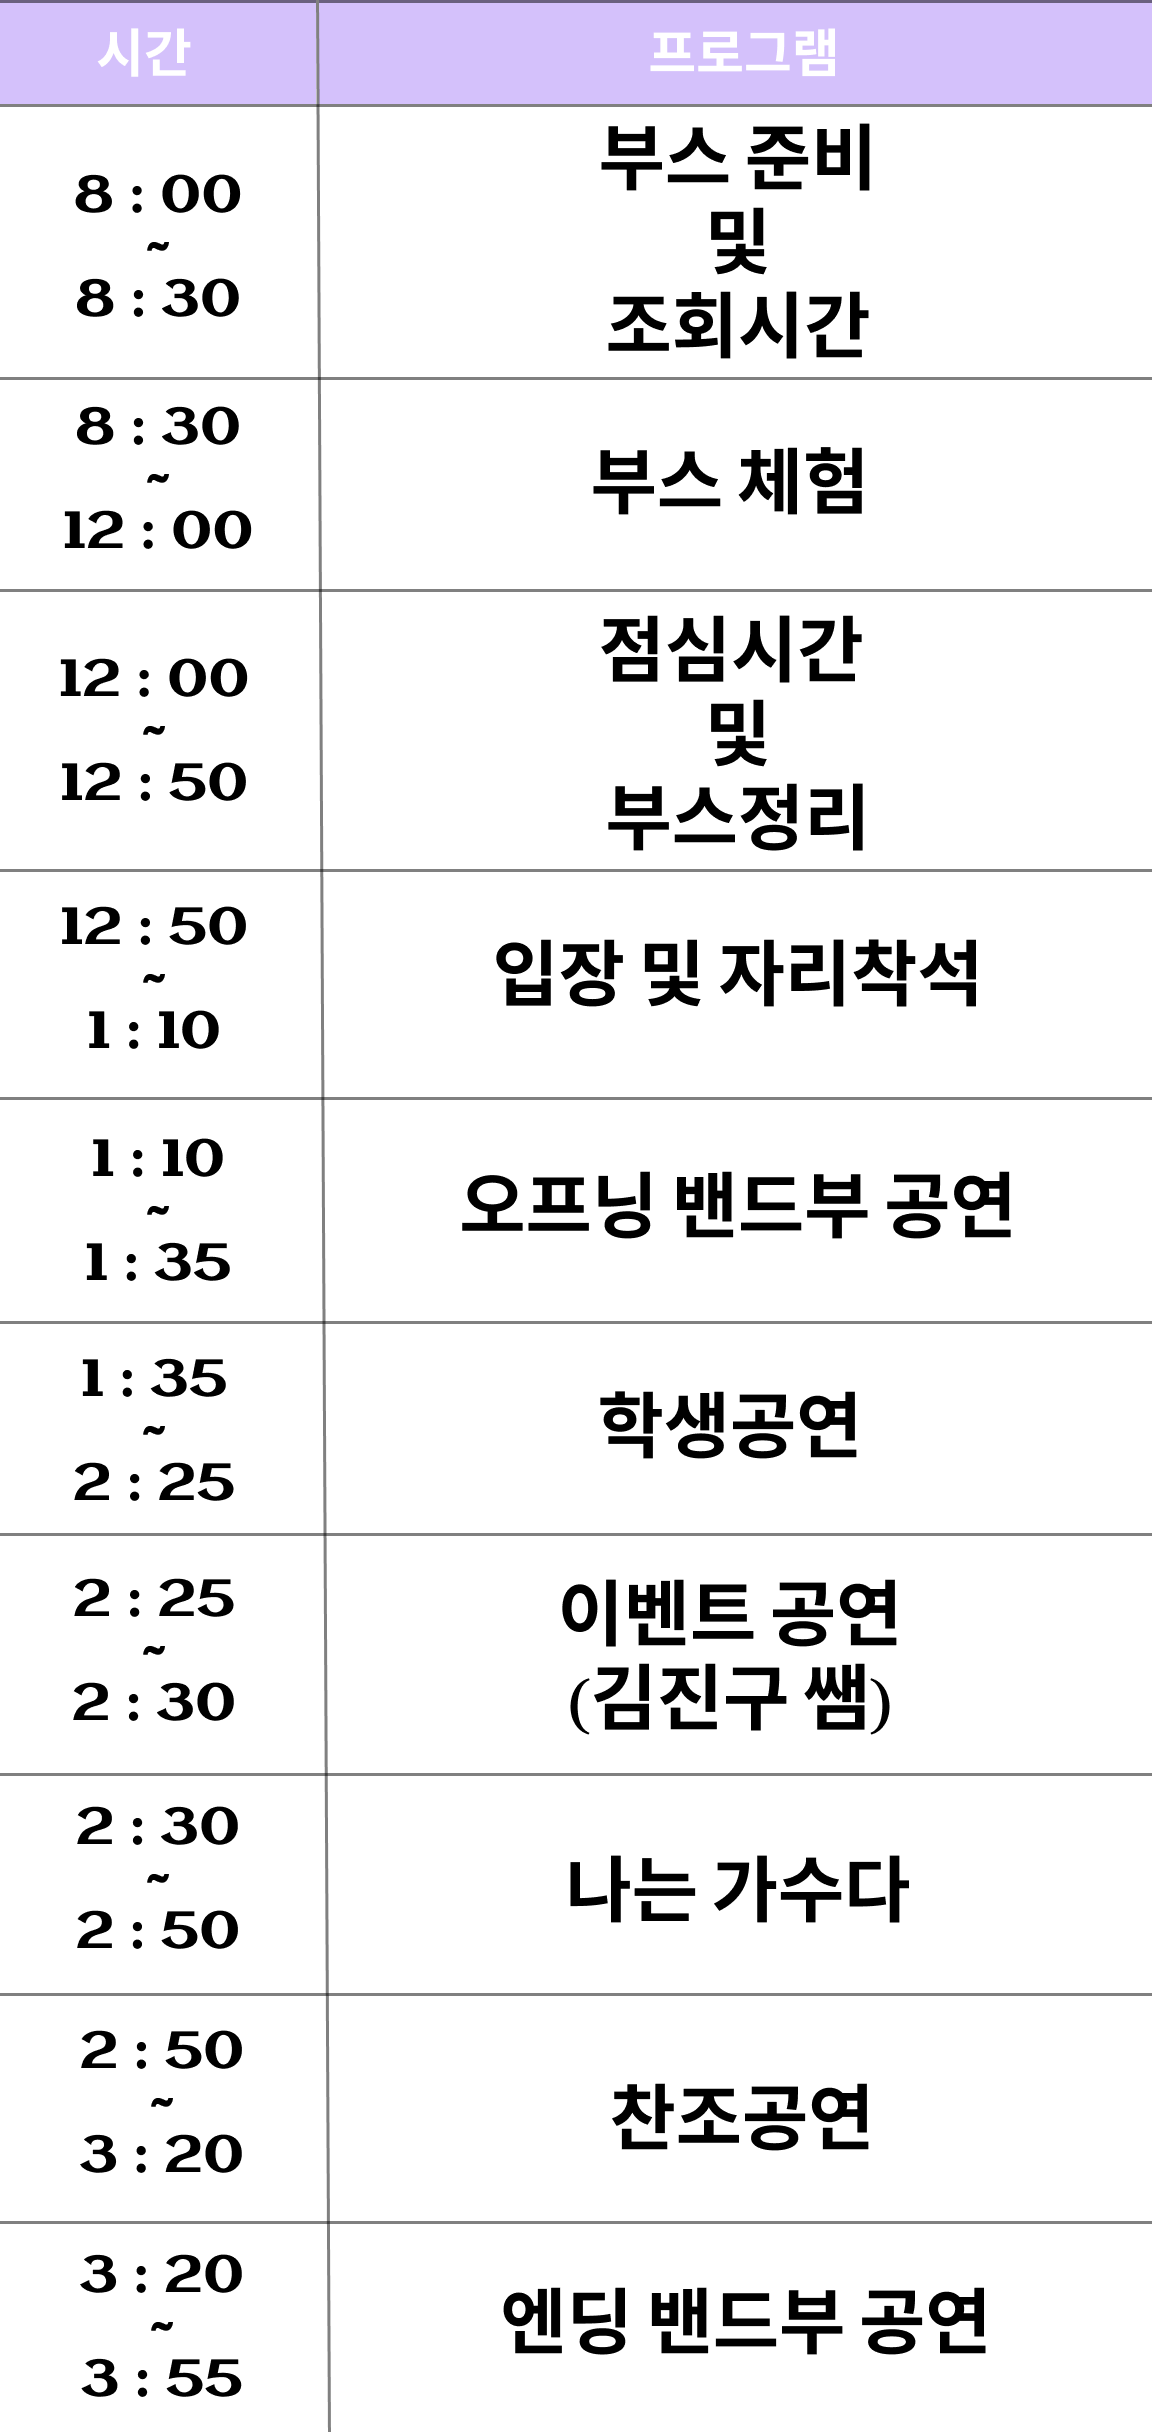 시간 프로그램
8 : 00
~
8 : 30
부스 준비
및
조회시간
8 : 30
~
12 : 00
부스 체험
12 : 00
~
12 : 50
점심시간
및
부스정리
12 : 50
~
1 : 10
입장 및 자리착석
1 : 10
~
1 : 35
오프닝 밴드부 공연
1 : 35
~
2 : 25
학생공연
2 : 25
~
2 : 30
이벤트 공연
(김진구 쌤)
2 : 30
~
2 : 50
나는 가수다
2 : 50
~
3 : 20
찬조공연
3 : 20
~
3 : 55
엔딩 밴드부 공연